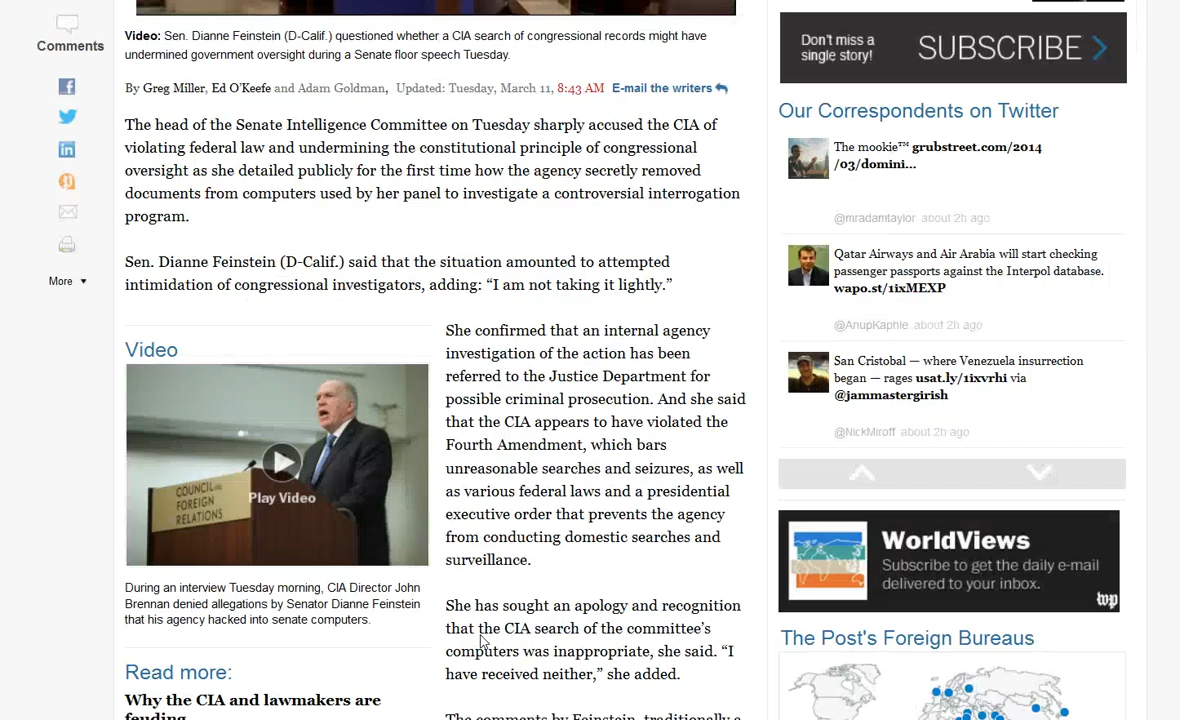 Comments
More ▼
Video: Sen. Dianne Feinstein (D-Calif.) questioned whether a CIA search of congressional records might have
undermined government oversight during a Senate floor speech Tuesday.
By Greg Miller, Ed O’Keefe and Adam Goldman, Updated: Tuesday, March 11, 8:43 AM E-mail the writers
The head of the Senate Intelligence Committee on Tuesday sharply accused the CIA of
violating federal law and undermining the constitutional principle of congressional
oversight as she detailed publicly for the first time how the agency secretly removed
documents from computers used by her panel to investigate a controversial interrogation
program.
Sen. Dianne Feinstein (D-Calif.) said that the situation amounted to attempted
intimidation of congressional investigators, adding: “I am not taking it lightly.”
Video
COUNCIL on
FOREIGN
RELATIONS
Play Video
During an interview Tuesday morning, CIA Director John
Brennan denied allegations by Senator Dianne Feinstein
that his agency hacked into senate computers.
Read more:
Why the CIA and lawmakers are
feuding
She confirmed that an internal agency
investigation of the action has been
referred to the Justice Department for
possible criminal prosecution. And she said
that the CIA appears to have violated the
Fourth Amendment, which bars
unreasonable searches and seizures, as well
as various federal laws and a presidential
executive order that prevents the agency
from conducting domestic searches and
surveillance.
She has sought an apology and recognition
that the CIA search of the committee’s
computers was inappropriate, she said. “I
have received neither,” she added.
The comments by Feinstein, traditionally a
Don't miss a
single story!
SUBSCRIBE
Our Correspondents on Twitter
The mookie™ grubstreet.com/2014
/03/domini...
@mradamtaylor about 2h ago
Qatar Airways and Air Arabia will start checking
passenger passports against the Interpol database.
wapo.st/1ixMEXP
@AnupKaphle about 2h ago
San Cristobal — where Venezuela insurrection
began — rages usat.ly/1ixvrhi via
@jammastergirish
@NickMiroff about 2h ago
WorldViews
Subscribe to get the daily e-mail
delivered to your inbox.
wp
The Post's Foreign Bureaus